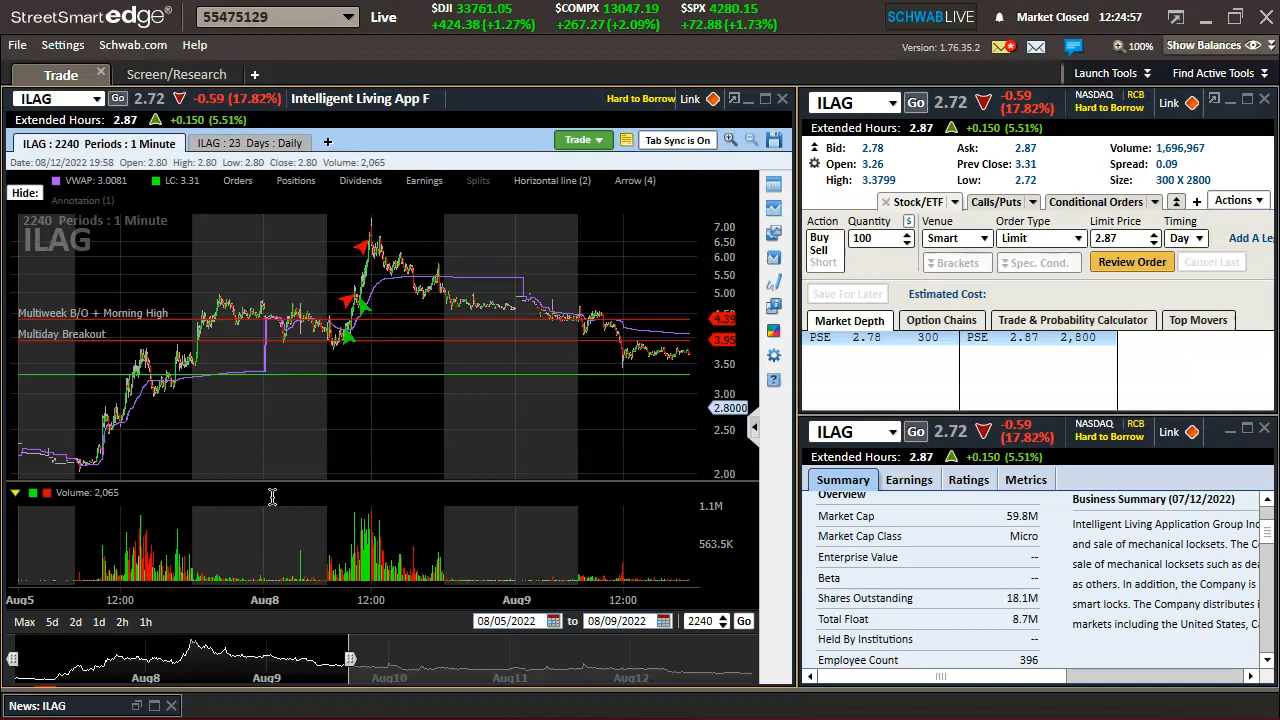 StreetSmart edge®
55475129
Live
$DJI 33761.05
+424.38 (+1.27%)
$COMPX 13047.19
+267.27 (+2.09%)
$SPX 4280.15
+72.88 (+1.73%)
SCHWABLIVE
Market Closed
12:24:57
File Settings Schwab.com Help
Version: 1.76.35.2
100%
Show Balances
Trade
Screen/Research
+
Launch Tools
Find Active Tools
ILAG
Go
2.72
-0.59 (17.82%)
Intelligent Living App F
Hard to Borrow
Link
Extended Hours: 2.87 +0.150 (5.51%)
ILAG : 2240 Periods : 1 Minute
ILAG : 23 Days : Daily
+
Trade
Tab Sync is On
Date: 08/12/2022 19:58 Open: 2.80 High: 2.80 Low: 2.80 Close: 2.80 Volume: 2,065
Hide:
VWAP: 3.0081
LC: 3.31
Orders
Positions
Dividends
Earnings
Splits
Horizontal line (2)
Arrow (4)
Annotation (1)
2240 Periods : 1 Minute
ILAG
7.00
6.50
6.00
5.50
5.00
4.50
4.39
3.95
3.50
3.00
2.8000
2.50
2.00
Multiweek B/O + Morning High
Multiday Breakout
Volume: 2,065
1.1M
563.5K
Aug5 12:00 Aug8 12:00 Aug9 12:00
Max 5d 2d 1d 2h 1h
08/05/2022 to 08/09/2022 2240 Go
Aug8 Aug9 Aug10 Aug11 Aug12
News: ILAG
ILAG
Go
2.72
-0.59
(17.82%)
NASDAQ RCB
Hard to Borrow
Link
Extended Hours: 2.87 +0.150 (5.51%)
Bid: 2.78 Ask: 2.87 Volume: 1,696,967
Open: 3.26 Prev Close: 3.31 Spread: 0.09
High: 3.3799 Low: 2.72 Size: 300 X 2800
Stock/ETF
Calls/Puts
Conditional Orders
+
Actions
Action Quantity $ Venue Order Type Limit Price Timing
Buy
Sell
Short
100
Smart
Limit
2.87
Day
Add A Le
Brackets
Spec. Cond.
Review Order
Cancel Last
Save For Later
Estimated Cost:
Market Depth
Option Chains
Trade & Probability Calculator
Top Movers
PSE 2.78 300 PSE 2.87 2,800
ILAG
Go
2.72
-0.59
(17.82%)
NASDAQ RCB
Hard to Borrow
Link
Extended Hours: 2.87 +0.150 (5.51%)
Summary
Earnings
Ratings
Metrics
Overview
Market Cap 59.8M
Market Cap Class Micro
Enterprise Value --
Beta --
Shares Outstanding 18.1M
Total Float 8.7M
Held By Institutions --
Employee Count 396
Business Summary (07/12/2022)
Intelligent Living Application Group Inc
and sale of mechanical locksets. The Co
sale of mechanical locksets such as dea
as others. In addition, the Company is
smart locks. The Company distributes i
markets including the United States, Ca